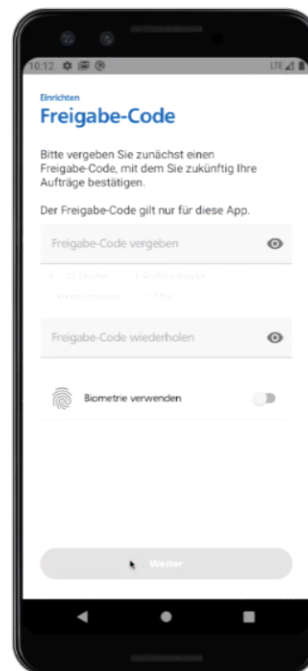 10:12 LTE
Einrichten
Freigabe-Code
Bitte vergeben Sie zunächst einen
Freigabe-Code, mit dem Sie zukünftig Ihre
Aufträge bestätigen.
Der Freigabe-Code gilt nur für diese App.
Freigabe-Code vergeben
Freigabe-Code wiederholen
Biometrie verwenden
Weiter